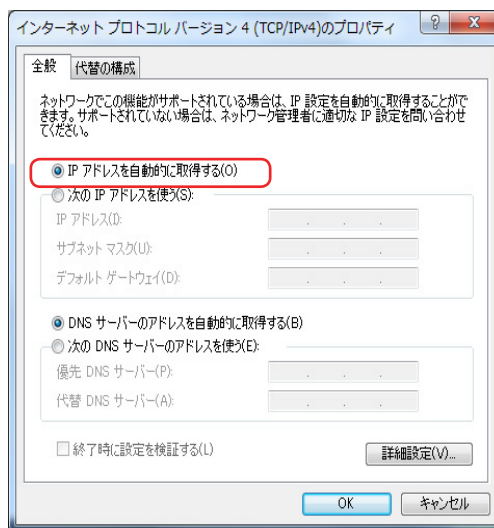 インターネット プロトコル バージョン 4 (TCP/IPv4)のプロパティ
? x
全般 代替の構成
ネットワークでこの機能がサポートされている場合は、IP 設定を自動的に取得することがで
きます。サポートされていない場合は、ネットワーク管理者に適切な IP 設定を問い合わせ
てください。
IP アドレスを自動的に取得する(O)
次の IP アドレスを使う(S):
IP アドレス(I):
サブネット マスク(U):
デフォルト ゲートウェイ(D):
DNS サーバーのアドレスを自動的に取得する(B)
次の DNS サーバーのアドレスを使う(E):
優先 DNS サーバー(P):
代替 DNS サーバー(A):
終了時に設定を検証する(L)
詳細設定(V)...
OK キャンセル